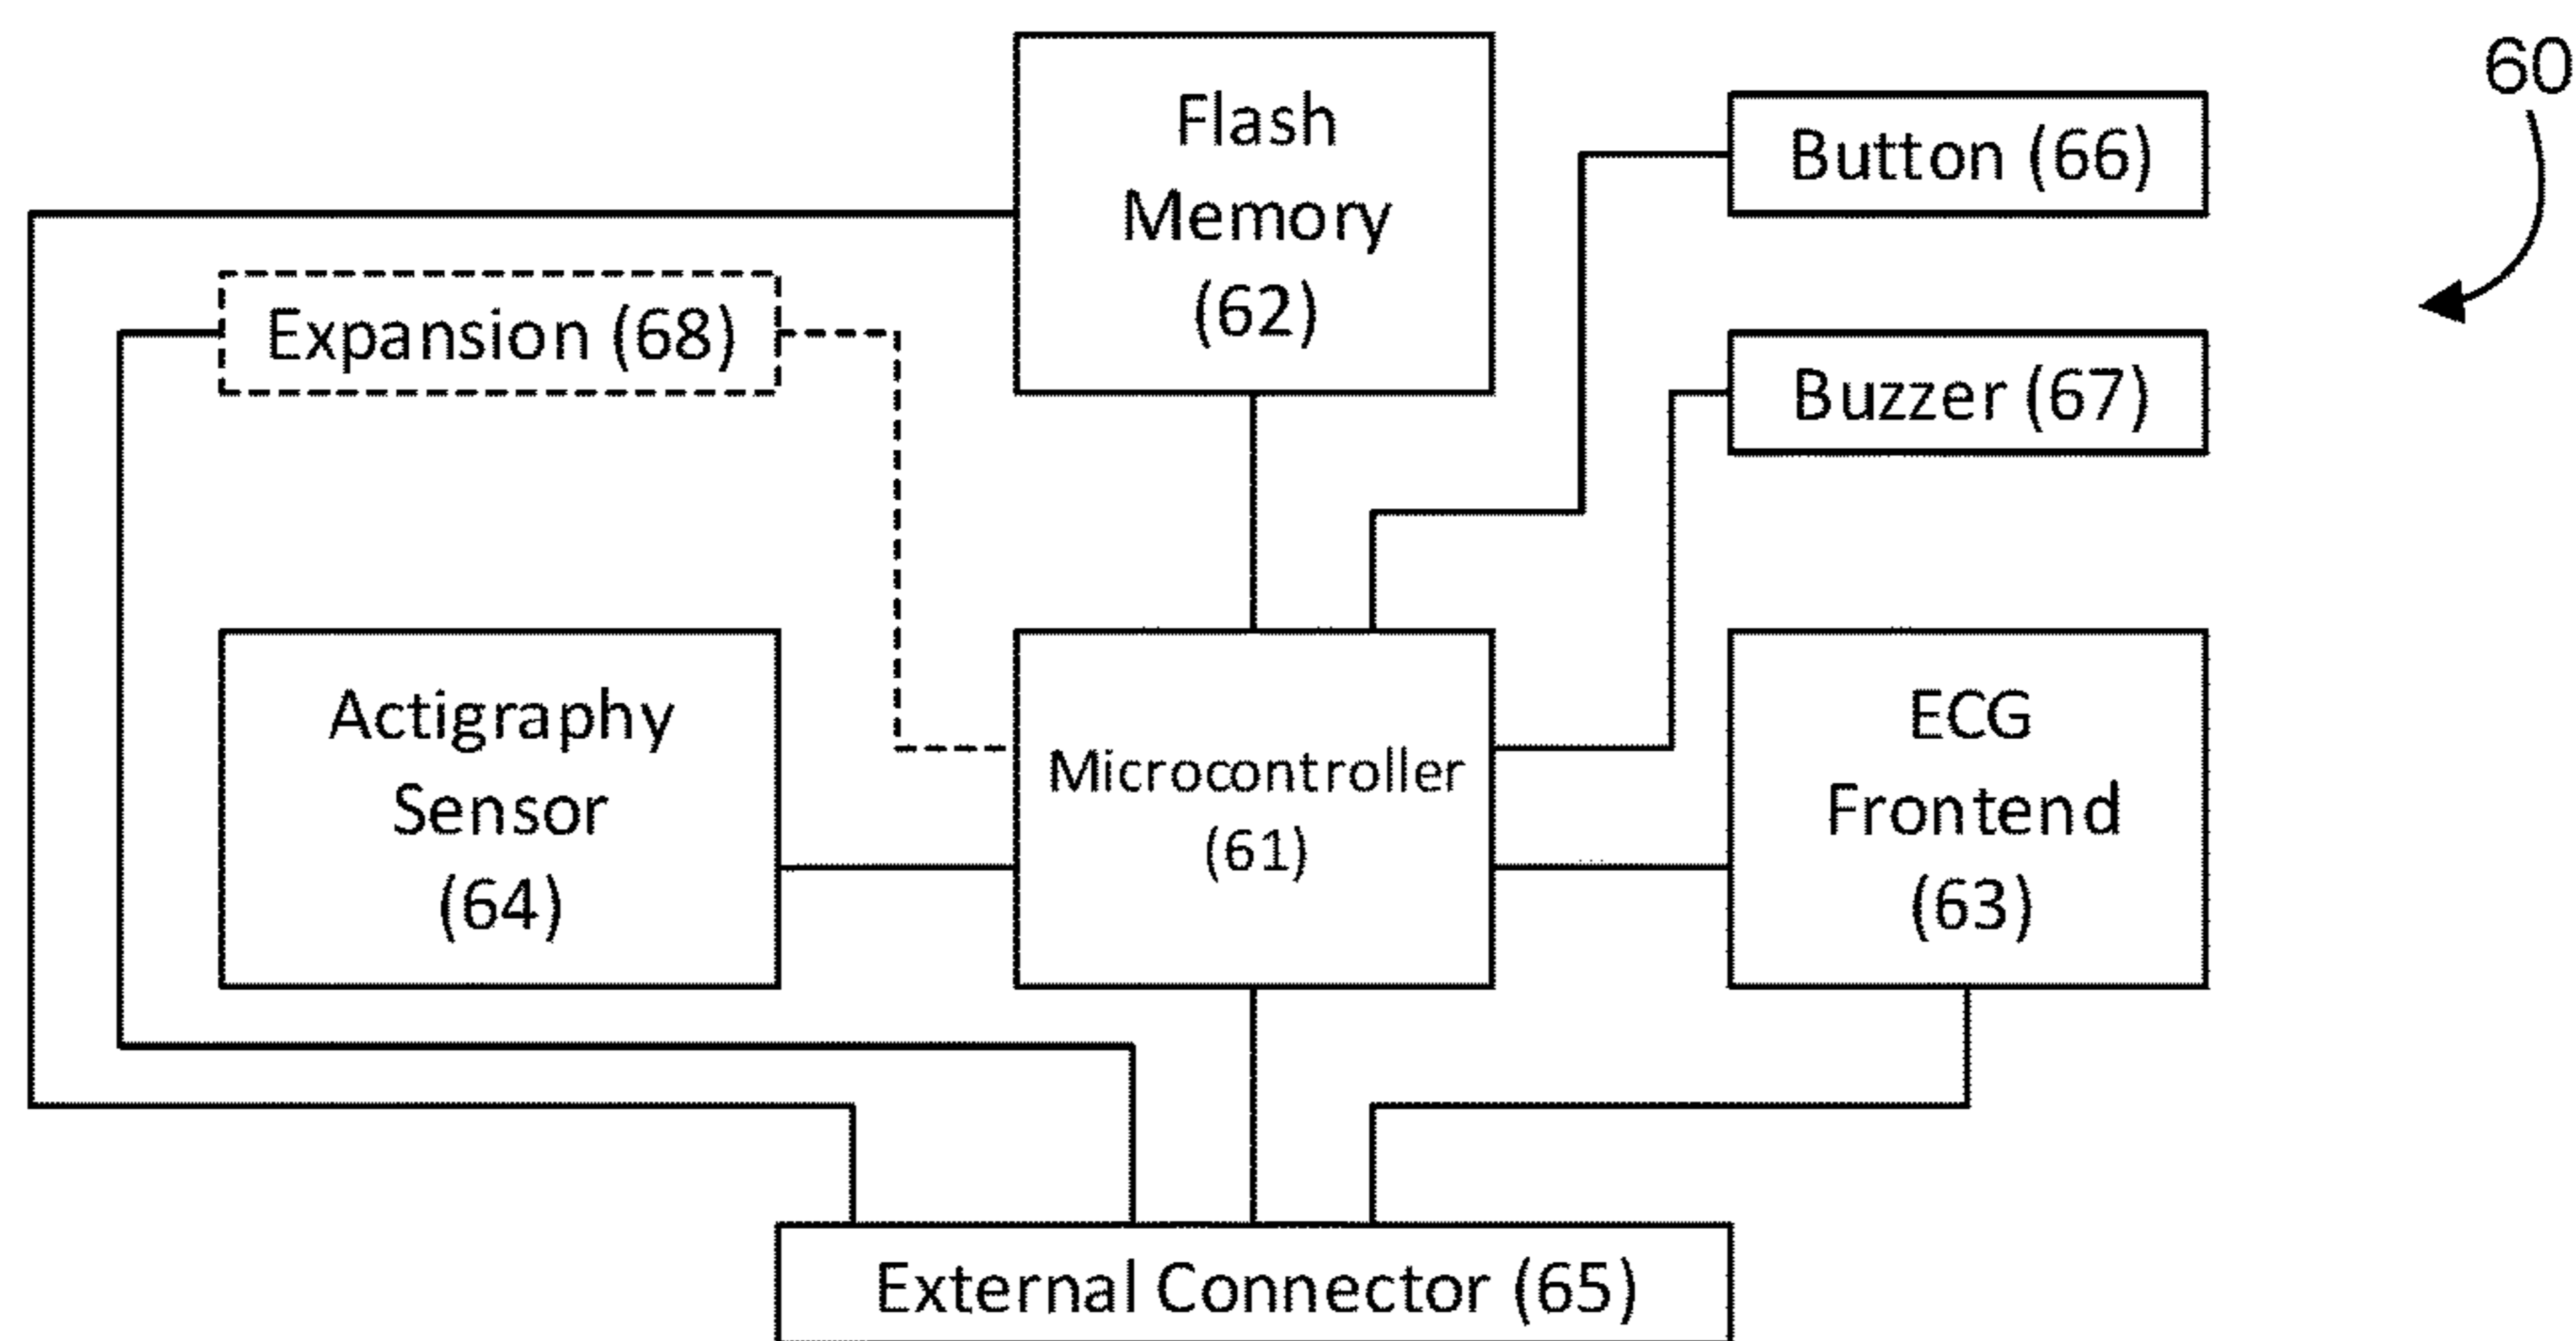 60
Flash
Memory
(62)
Button (66)
Expansion (68)
Buzzer (67)
Actigraphy
Sensor
(64)
Microcontroller
(61)
ECG
Frontend
(63)
External Connector (65)